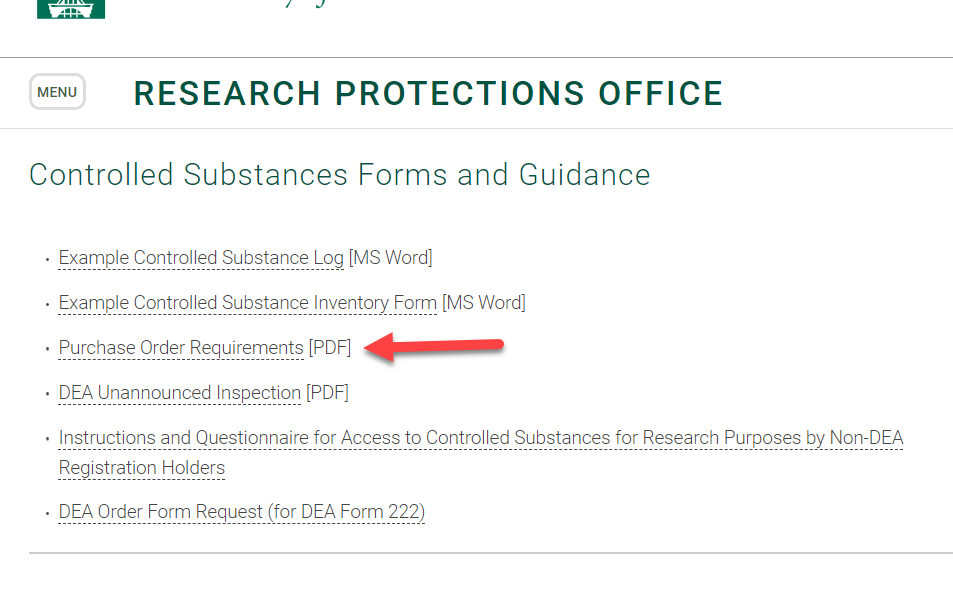 MENU
RESEARCH PROTECTIONS OFFICE
Controlled Substances Forms and Guidance
Example Controlled Substance Log [MS Word]
Example Controlled Substance Inventory Form [MS Word]
Purchase Order Requirements [PDF]
DEA Unannounced Inspection [PDF]
Instructions and Questionnaire for Access to Controlled Substances for Research Purposes by Non-DEA
Registration Holders
DEA Order Form Request (for DEA Form 222)